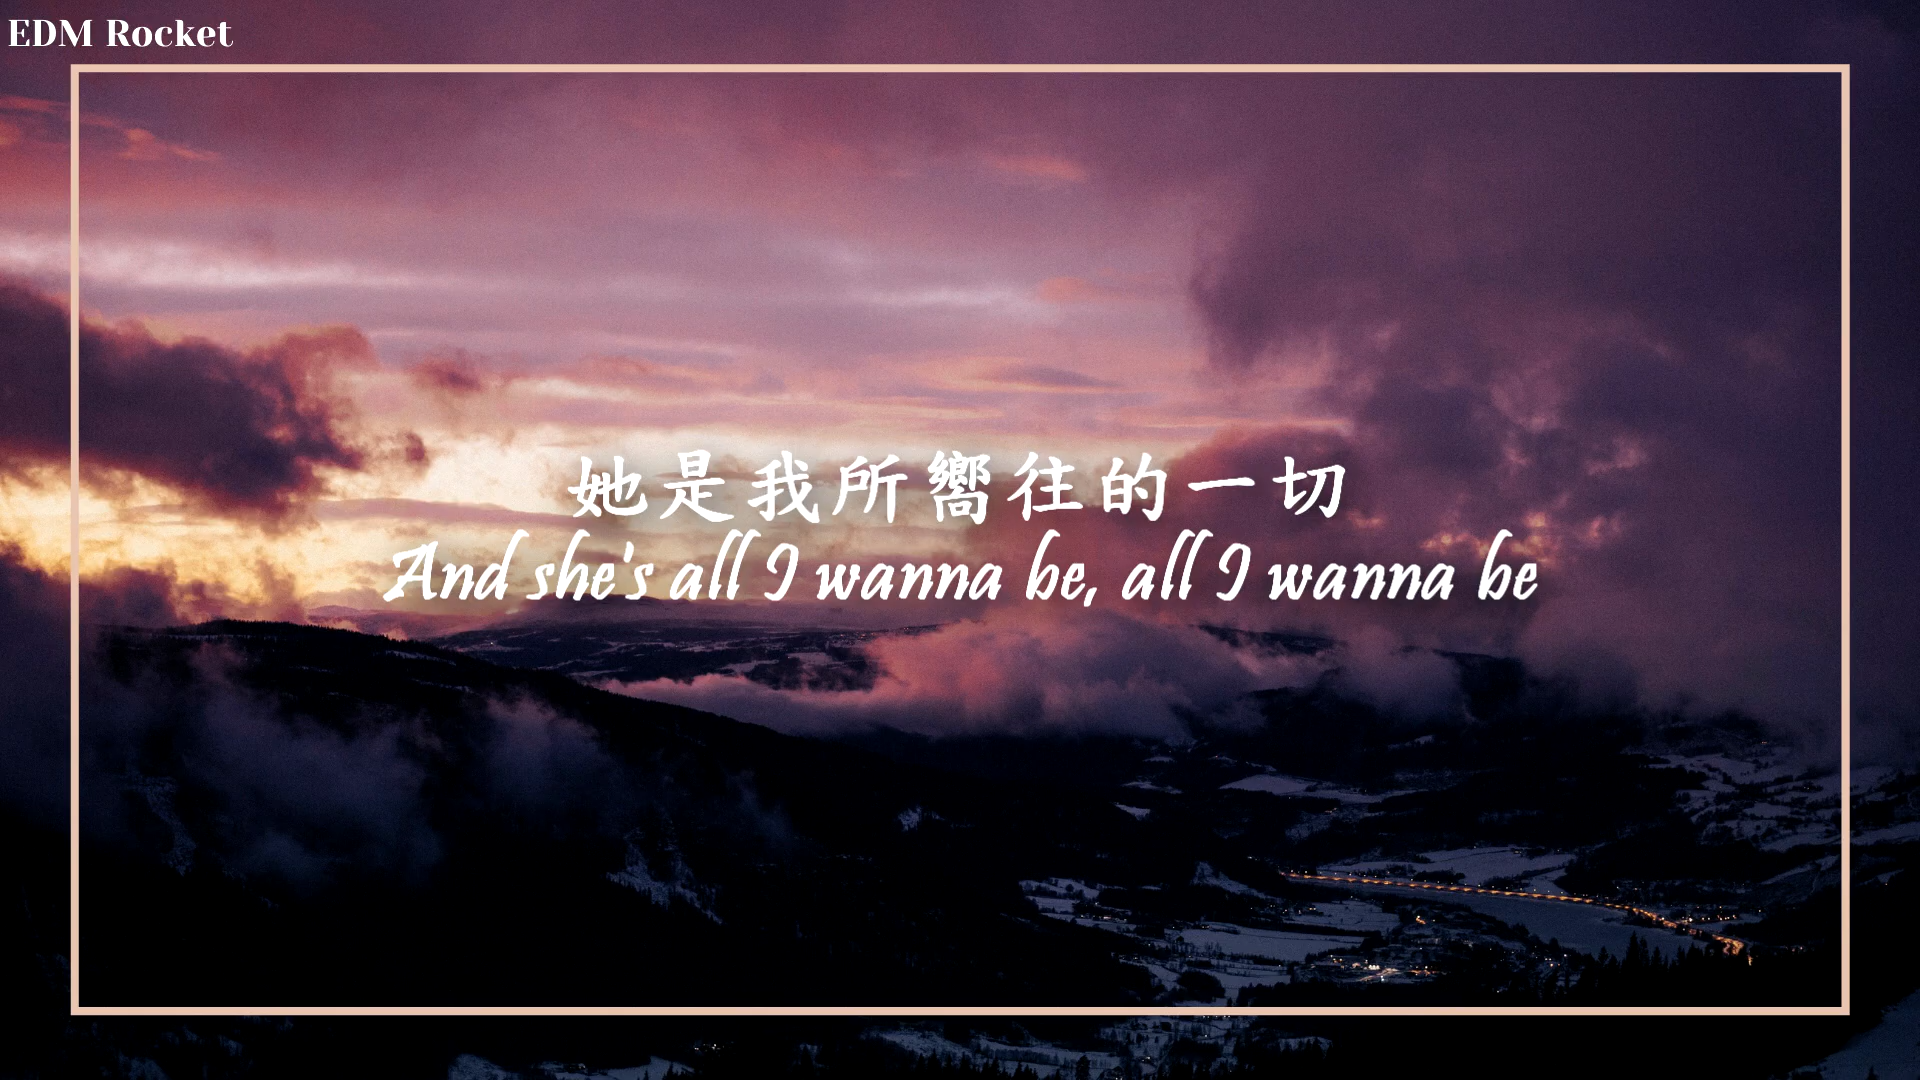 EDM Rocket
她是我所嚮往的一切
And she's all I wanna be, all I wanna be